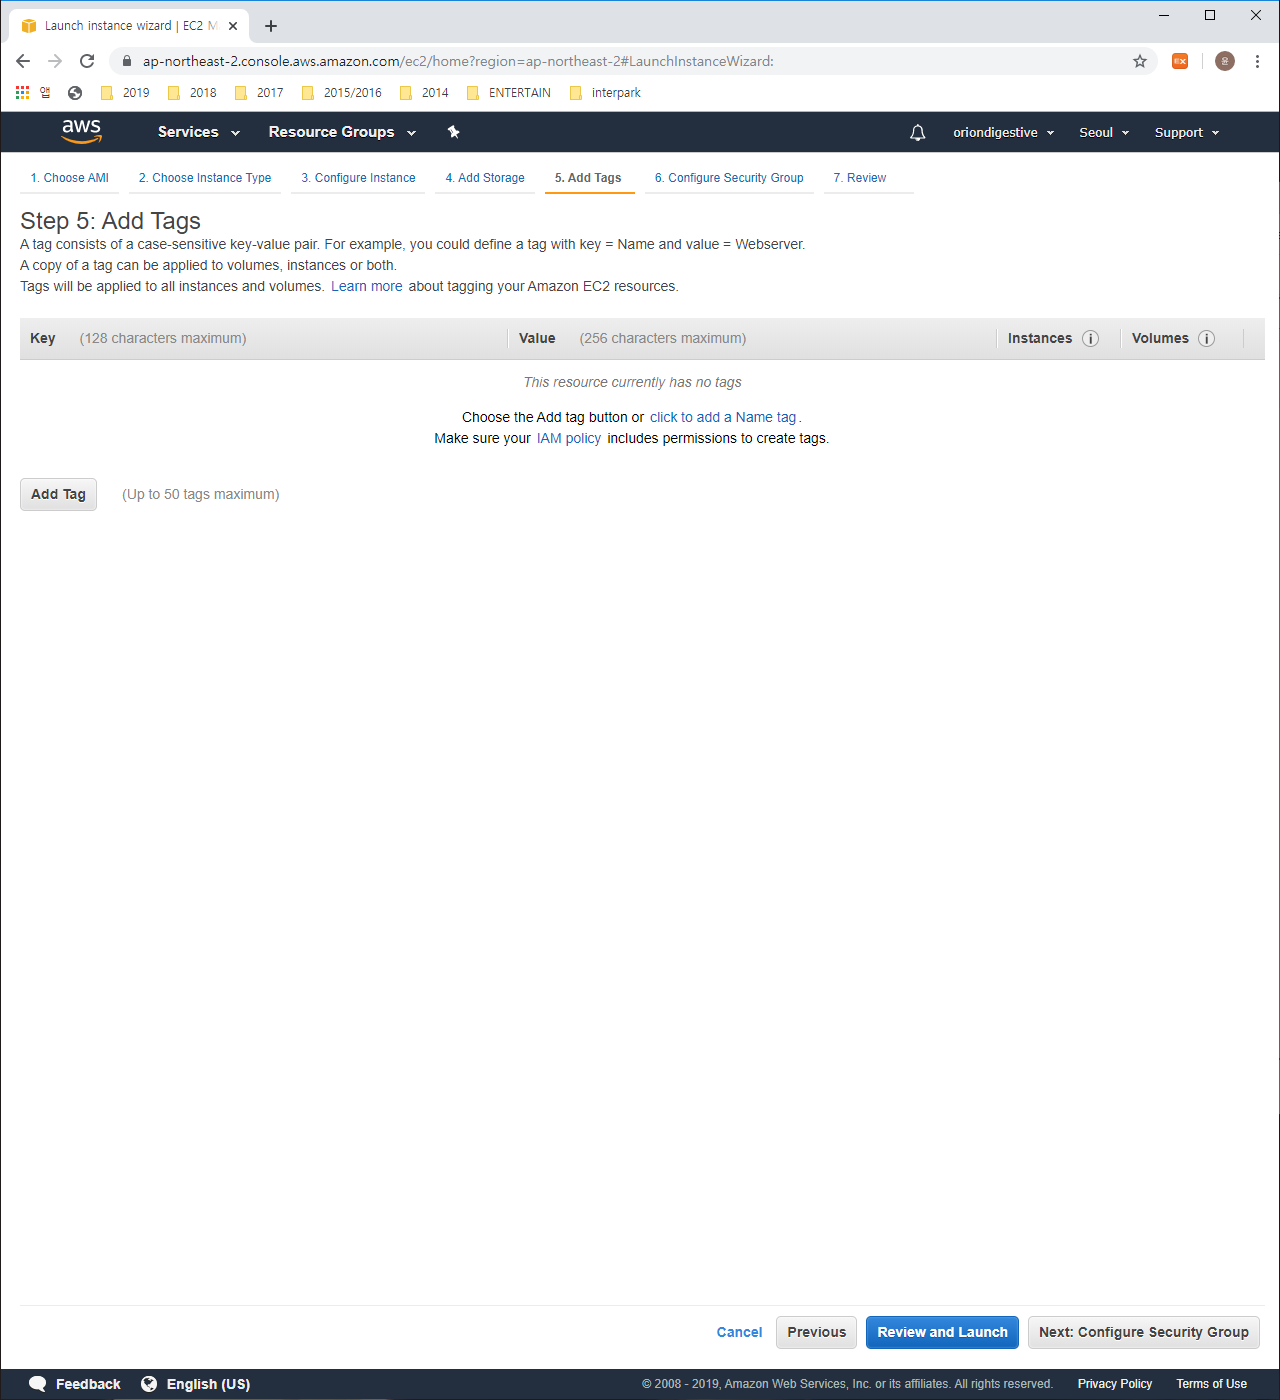 Launch instance wizard | EC2 M
ap-northeast-2.console.aws.amazon.com/ec2/home?region=ap-northeast-2#LaunchInstanceWizard:
앱 2019 2018 2017 2015/2016 2014 ENTERTAIN interpark
aws Services Resource Groups oriondigestive Seoul Support
1. Choose AMI 2. Choose Instance Type 3. Configure Instance 4. Add Storage 5. Add Tags 6. Configure Security Group 7. Review
Step 5: Add Tags
A tag consists of a case-sensitive key-value pair. For example, you could define a tag with key = Name and value = Webserver.
A copy of a tag can be applied to volumes, instances or both.
Tags will be applied to all instances and volumes. Learn more about tagging your Amazon EC2 resources.
Key (128 characters maximum) Value (256 characters maximum) Instances i Volumes i
This resource currently has no tags
Choose the Add tag button or click to add a Name tag.
Make sure your IAM policy includes permissions to create tags.
Add Tag (Up to 50 tags maximum)
Cancel Previous Review and Launch Next: Configure Security Group
Feedback English (US) © 2008 - 2019, Amazon Web Services, Inc. or its affiliates. All rights reserved. Privacy Policy Terms of Use